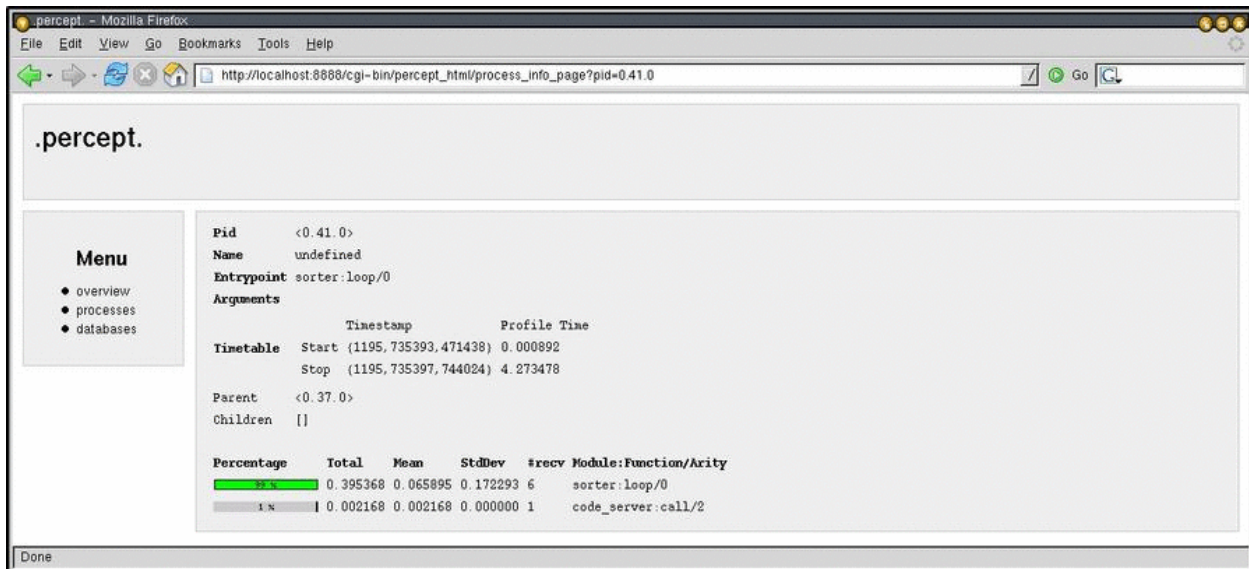 .percept. - Mozilla Firefox
File Edit View Go Bookmarks Tools Help
http://localhost:8888/cgi-bin/percept_html/process_info_page?pid=0.41.0 Go
.percept.
Menu
overview
processes
databases
Pid <0.41.0>
Name undefined
Entrypoint sorter:loop/0
Arguments
Timestamp Profile Time
Timetable Start {1195,735393,471438} 0.000892
Stop {1195,735397,744024} 4.273478
Parent <0.37.0>
Children []
Percentage Total Mean StdDev #recv Module:Function/Arity
99 % 0.395368 0.065895 0.172293 6 sorter:loop/0
1 % 0.002168 0.002168 0.000000 1 code_server:call/2
Done